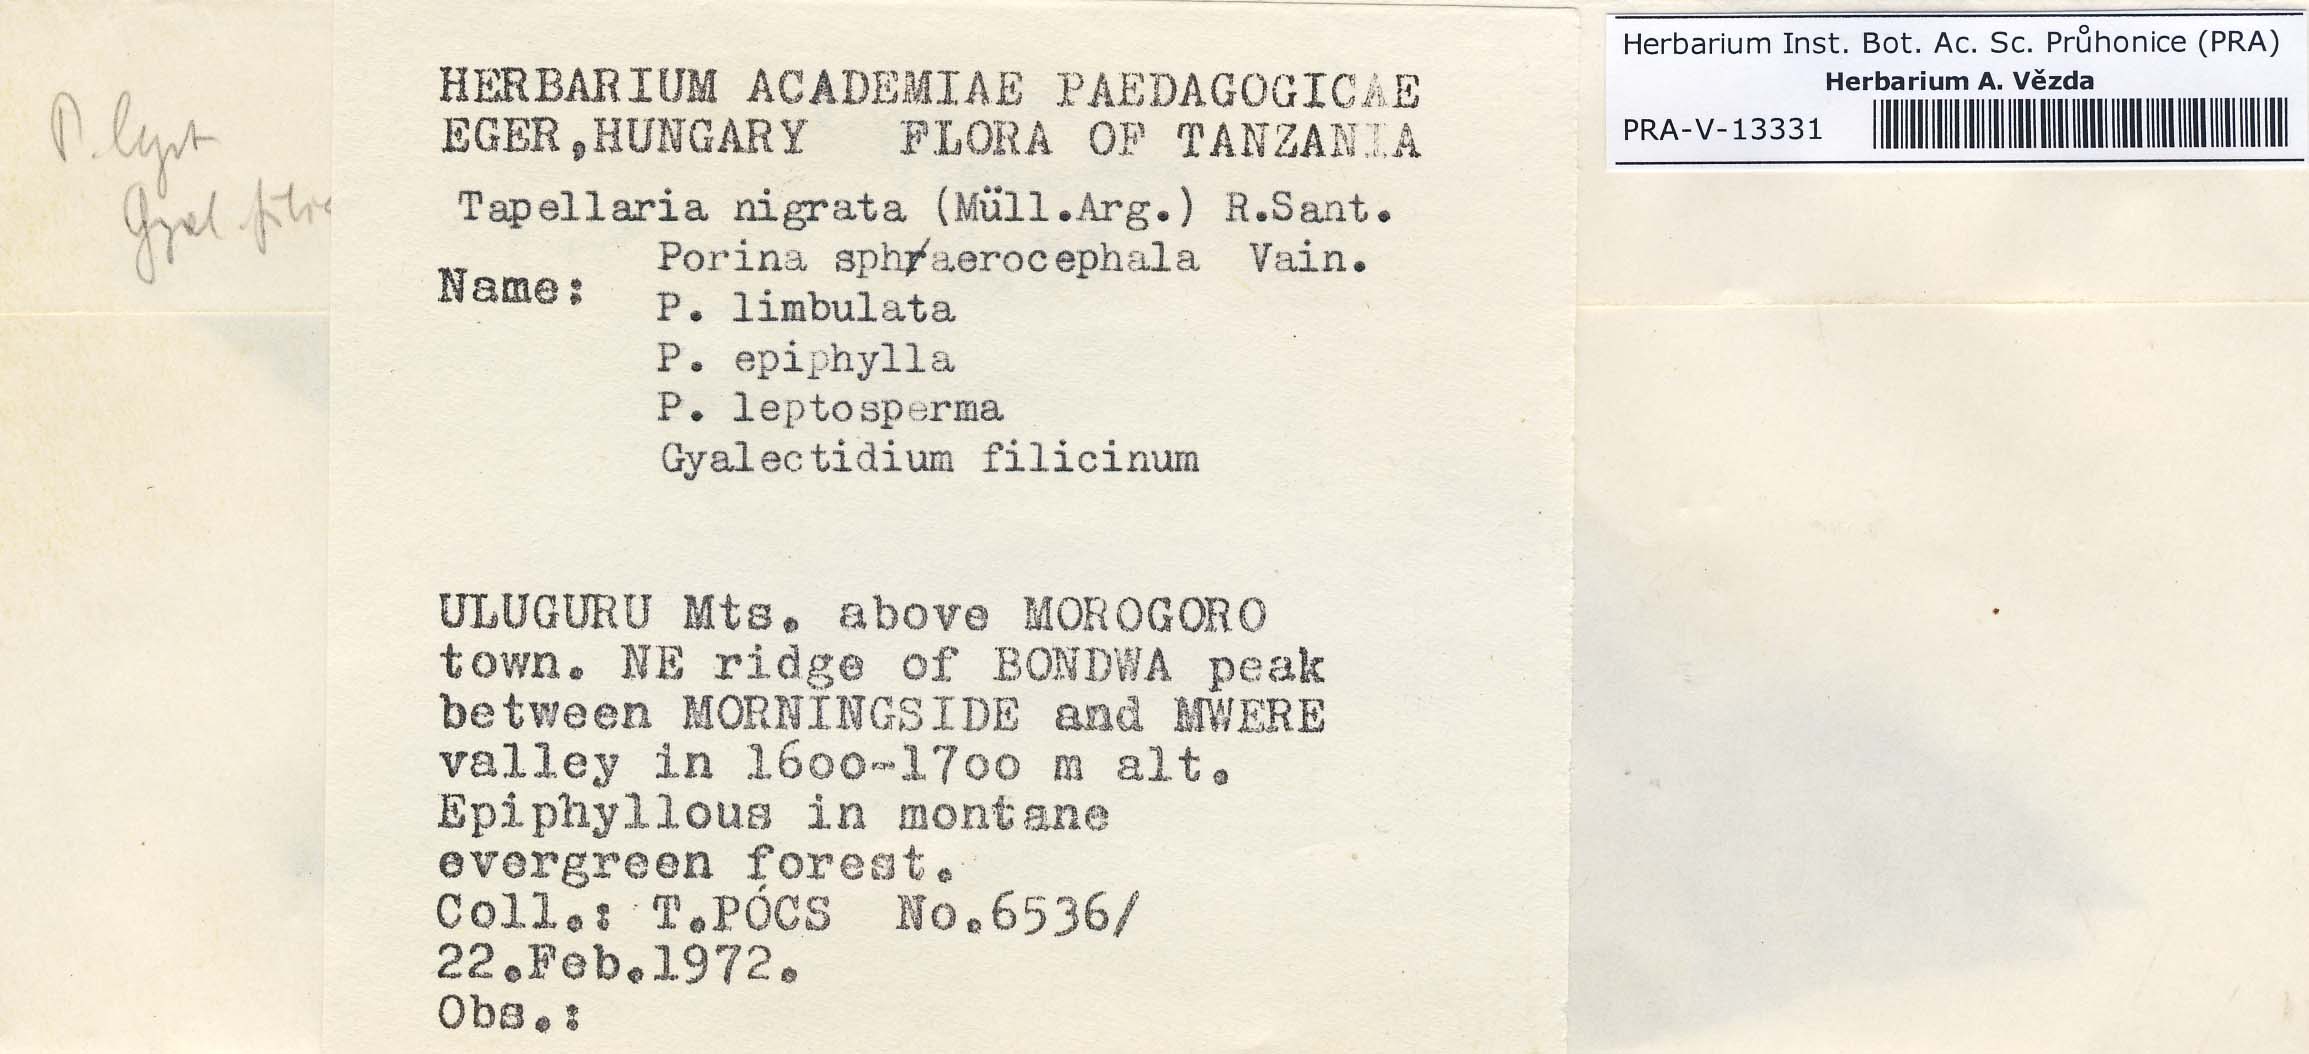 HERBARIUM ACADEMIAE PAEDAGOGICAE
EGER,HUNGARY FLORA OF TANZANIA
Tapellaria nigrata (Müll.Arg.) R.Sant.
Porina sphaerocephala Vain.
Name:
P. limbulata
P. epiphylla
P. leptosperma
Gyalectidium filicinum
ULUGURU Mts. above MOROGORO
town. NE ridge of BONDWA peak
between MORNINGSIDE and MWERE
valley in 1600-1700 m alt.
Epiphyllous in montane
evergreen forest.
Coll.: T.PÓCS No.6536/
22.Feb.1972.
Obs.:
Herbarium Inst. Bot. Ac. Sc. Průhonice (PRA)
Herbarium A. Vězda
PRA-V-13331
P. lept
Gyal.